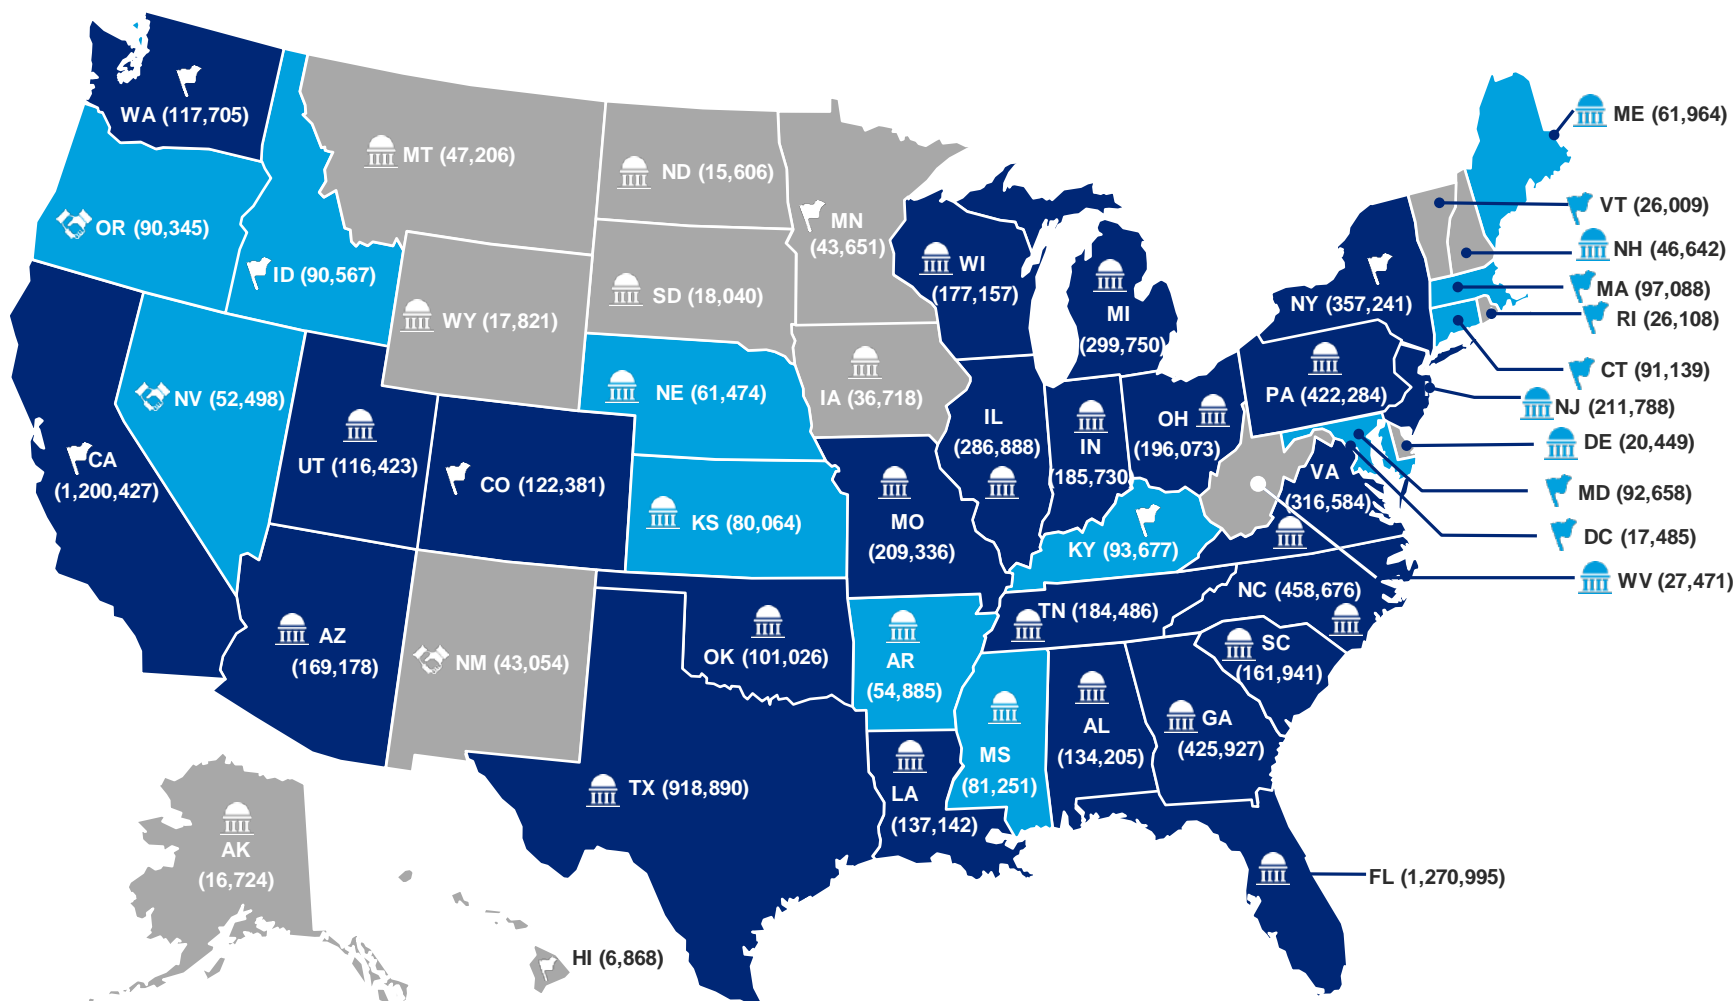 WA (117,705)
OR (90,345)
ID (90,567)
MT (47,206)
ND (15,606)
MN
(43,651)
SD (18,040)
WY (17,821)
NE (61,474)
IA (36,718)
WI
(177,157)
MI
(299,750)
NY (357,241)
ME (61,964)
VT (26,009)
NH (46,642)
MA (97,088)
RI (26,108)
CT (91,139)
NJ (211,788)
DE (20,449)
MD (92,658)
DC (17,485)
WV (27,471)
PA (422,284)
OH
(196,073)
IN
(185,730)
IL
(286,888)
NV (52,498)
CA
(1,200,427)
UT (116,423)
CO (122,381)
KS (80,064)
MO
(209,336)
KY (93,677)
VA
(316,584)
NC (458,676)
TN (184,486)
SC
(161,941)
AZ
(169,178)
NM (43,054)
OK (101,026)
AR
(54,885)
MS
(81,251)
AL
(134,205)
GA
(425,927)
TX (918,890)
LA
(137,142)
FL (1,270,995)
AK
(16,724)
HI (6,868)